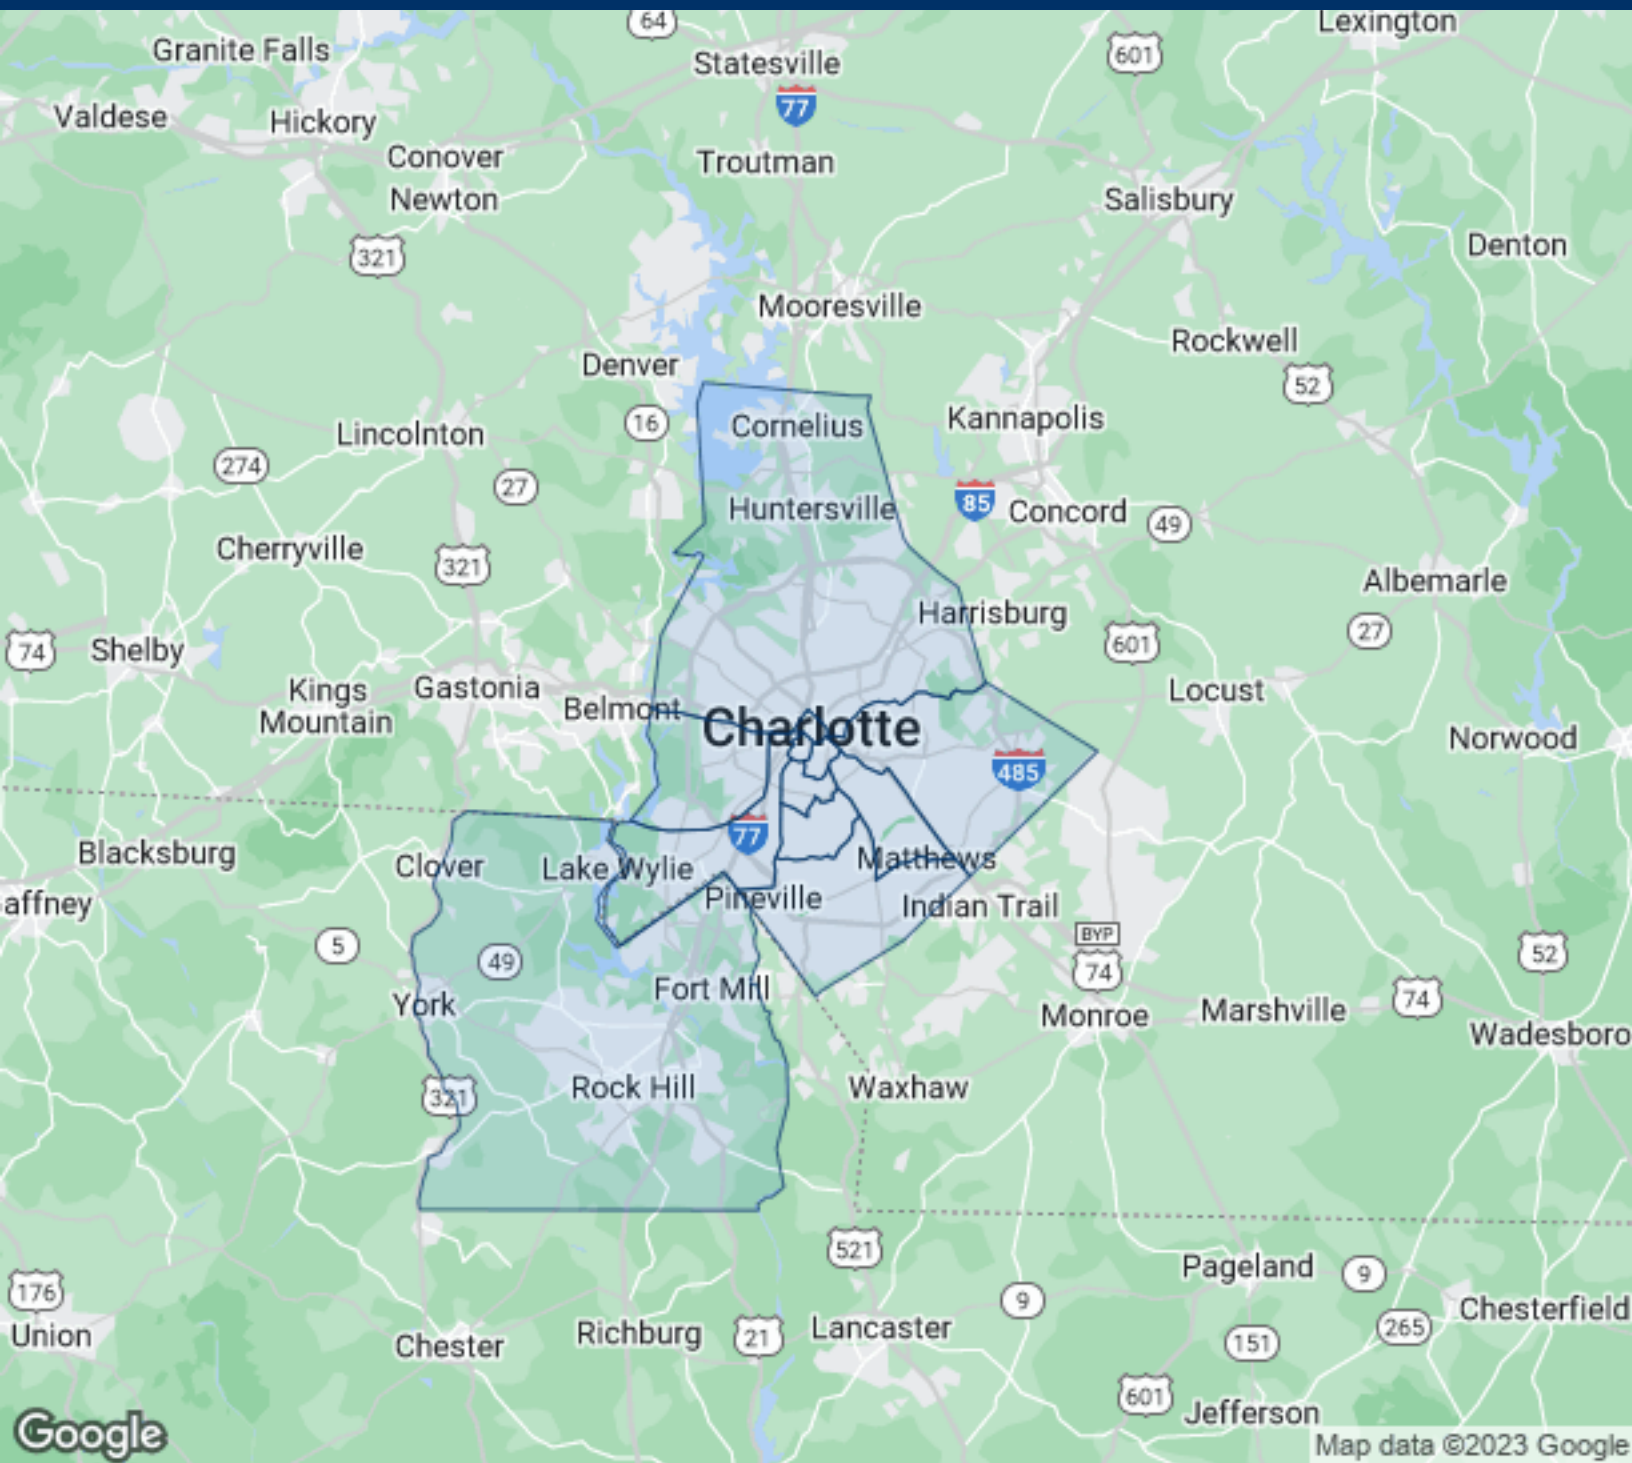 64
Lexington
Granite Falls
Statesville
601
77
Valdese
Hickory
Conover
Troutman
Newton
Salisbury
Denton
321
Mooresville
Rockwell
Denver
52
16
Cornelius
Kannapolis
Lincolnton
274
27
85
Huntersville
Concord
49
Cherryville
321
Albemarle
Harrisburg
27
74
Shelby
601
Kings
Mountain
Gastonia
Belmont
Locust
Charlotte
Norwood
485
77
Blacksburg
Clover
Lake Wylie
Matthews
affney
Pineville
Indian Trail
BYP
5
49
74
52
Fort Mill
York
74
Monroe
Marshville
Wadesboro
321
Rock Hill
Waxhaw
521
Pageland
9
176
9
Chesterfield
Union
Chester
Richburg
21
Lancaster
151
265
601
Jefferson
Google
Map data ©2023 Google